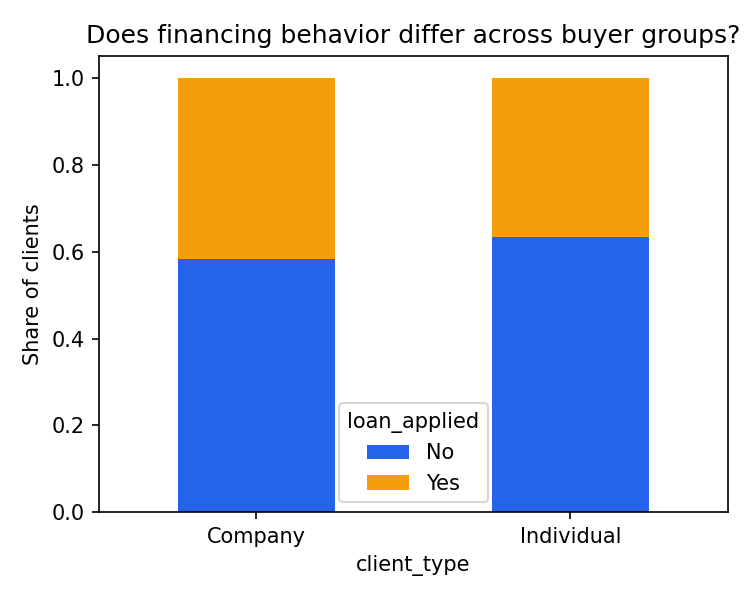 Does financing behavior differ across buyer groups?
Share of clients
1.0
0.8
0.6
0.4
0.2
0.0
loan_applied
No
Yes
Company
Individual
client_type